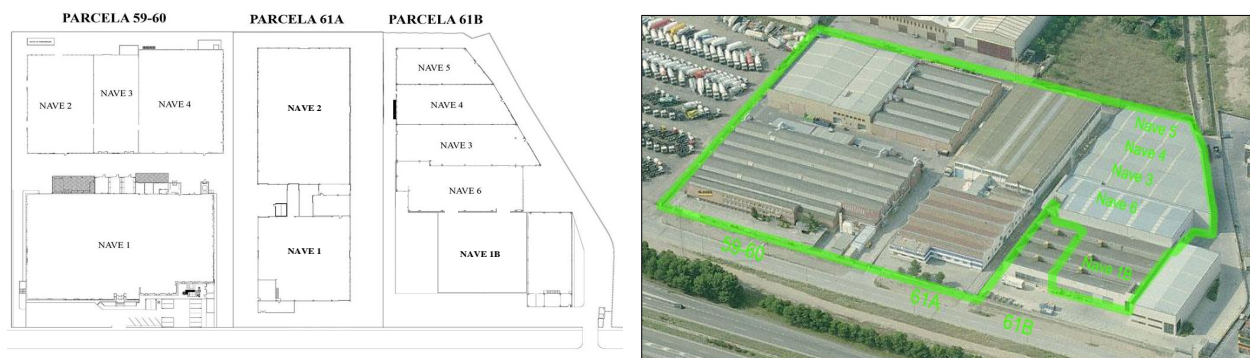 PARCELA 59-60
PARCELA 61A
PARCELA 61B
NAVE 2
NAVE 3
NAVE 4
NAVE 1
NAVE 2
NAVE 1
NAVE 5
NAVE 4
NAVE 3
NAVE 6
NAVE 1B
Nave 5
Nave 4
Nave 3
Nave 6
Nave 1B
59-60
61A
61B